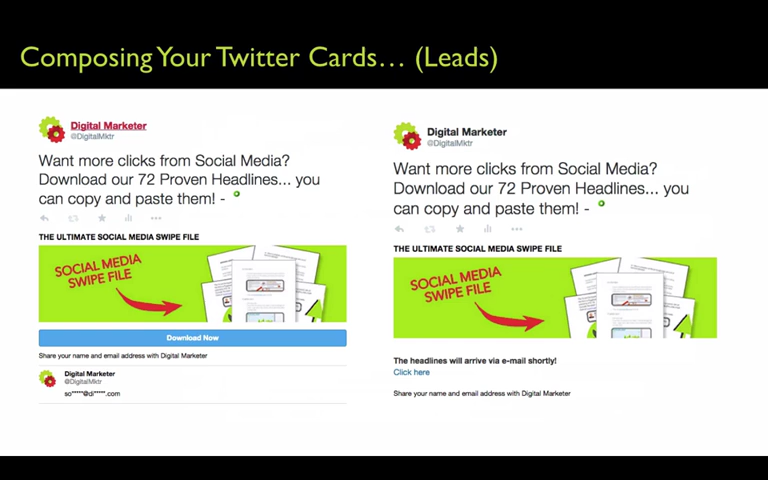 Composing Your Twitter Cards... (Leads)
Digital Marketer
@DigitalMktr
Want more clicks from Social Media?
Download our 72 Proven Headlines... you
can copy and paste them! -
THE ULTIMATE SOCIAL MEDIA SWIPE FILE
SOCIAL MEDIA
SWIPE FILE
Download Now
Share your name and email address with Digital Marketer
Digital Marketer
@DigitalMktr
so*****@di*****.com
Digital Marketer
@DigitalMktr
Want more clicks from Social Media?
Download our 72 Proven Headlines... you
can copy and paste them! -
THE ULTIMATE SOCIAL MEDIA SWIPE FILE
SOCIAL MEDIA
SWIPE FILE
The headlines will arrive via e-mail shortly!
Click here
Share your name and email address with Digital Marketer